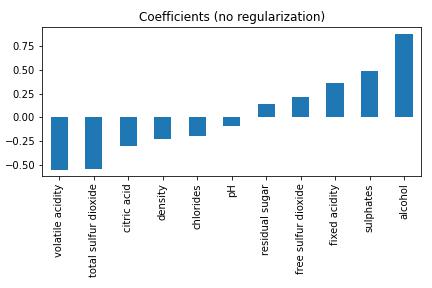 Coefficients (no regularization)
0.75
0.50
0.25
0.00
−0.25
−0.50
volatile acidity
total sulfur dioxide
citric acid
density
chlorides
pH
residual sugar
free sulfur dioxide
fixed acidity
sulphates
alcohol